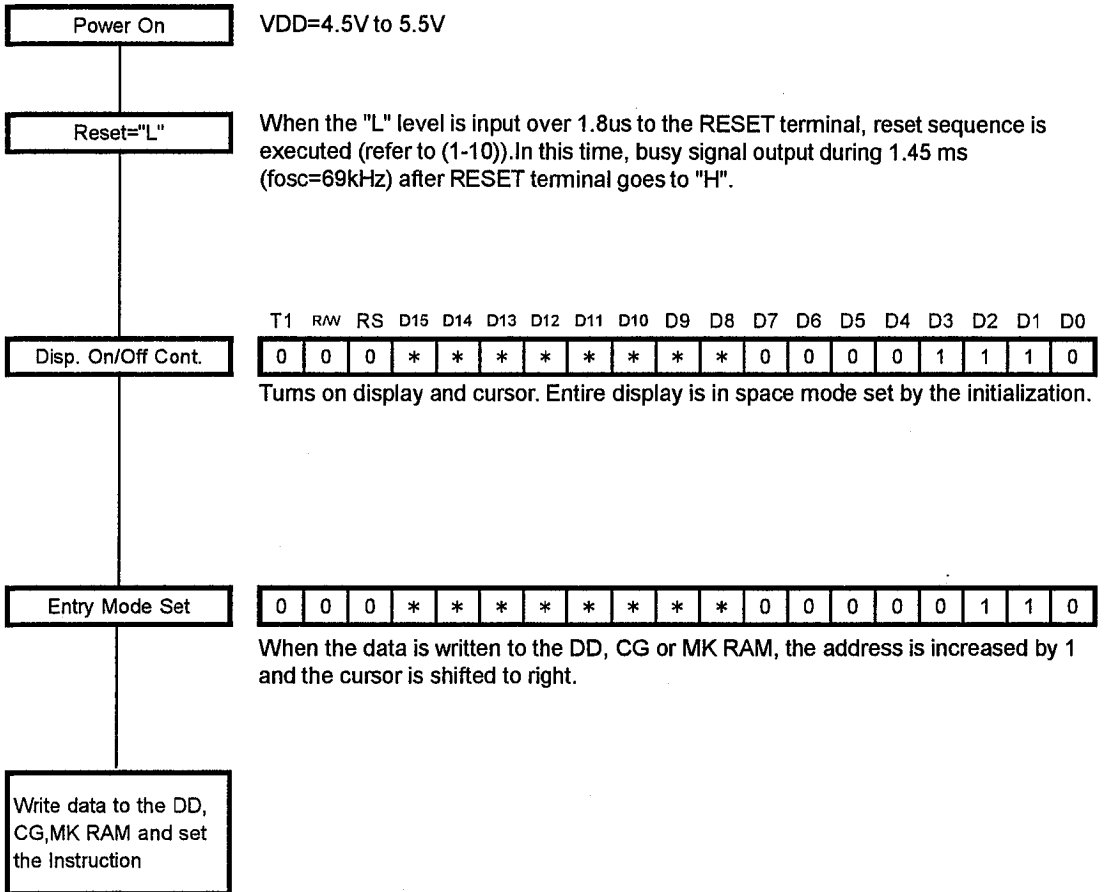 Power On
VDD=4.5V to 5.5V
Reset="L"
When the "L" level is input over 1.8us to the RESET terminal, reset sequence is
executed (refer to (1-10)).In this time, busy signal output during 1.45 ms
(fosc=69kHz) after RESET terminal goes to "H".
T1 R/W RS D15 D14 D13 D12 D11 D10 D9 D8 D7 D6 D5 D4 D3 D2 D1 D0
Disp. On/Off Cont.
0 0 0 * * * * * * * * 0 0 0 0 1 1 1 0
Turns on display and cursor. Entire display is in space mode set by the initialization.
Entry Mode Set
0 0 0 * * * * * * * * 0 0 0 0 0 1 1 0
When the data is written to the DD, CG or MK RAM, the address is increased by 1
and the cursor is shifted to right.
Write data to the DD,
CG,MK RAM and set
the Instruction